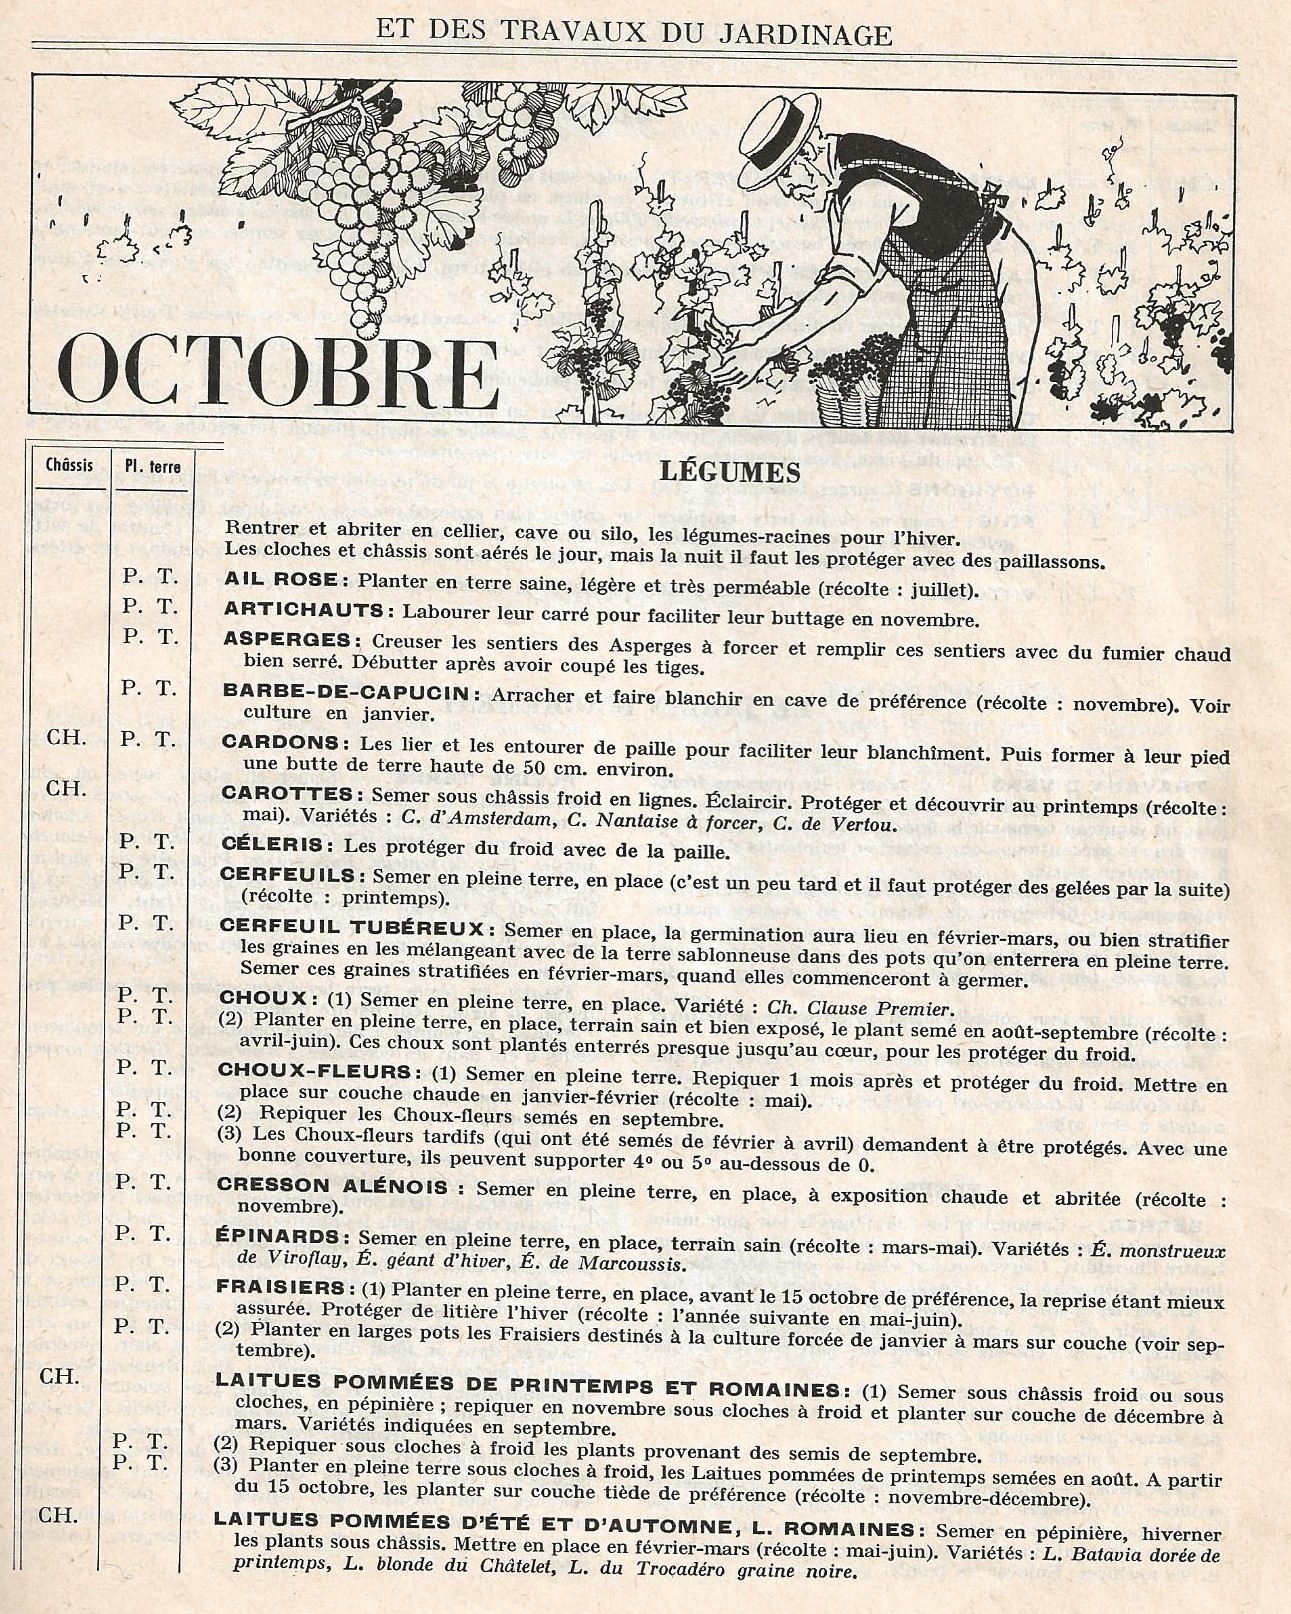 ET DES TRAVAUX DU JARDINAGE
OCTOBRE
Châssis
Pl. terre
LÉGUMES
Rentrer et abriter en cellier, cave ou silo, les légumes-racines pour l'hiver.
Les cloches et châssis sont aérés le jour, mais la nuit il faut les protéger avec des paillassons.
P. T. AIL ROSE : Planter en terre saine, légère et très perméable (récolte : juillet).
P. T. ARTICHAUTS : Labourer leur carré pour faciliter leur buttage en novembre.
P. T. ASPERGES : Creuser les sentiers des Asperges à forcer et remplir ces sentiers avec du fumier chaud
bien serré. Débutter après avoir coupé les tiges.
P. T. BARBE-DE-CAPUCIN : Arracher et faire blanchir en cave de préférence (récolte : novembre). Voir
culture en janvier.
CH. P. T. CARDONS : Les lier et les entourer de paille pour faciliter leur blanchîment. Puis former à leur pied
une butte de terre haute de 50 cm. environ.
CH. CAROTTES : Semer sous châssis froid en lignes. Éclaircir. Protéger et découvrir au printemps (récolte :
mai). Variétés : C. d'Amsterdam, C. Nantaise à forcer, C. de Vertou.
P. T. CÉLERIS : Les protéger du froid avec de la paille.
P. T. CERFEUILS : Semer en pleine terre, en place (c'est un peu tard et il faut protéger des gelées par la suite)
(récolte : printemps).
P. T. CERFEUIL TUBÉREUX : Semer en place, la germination aura lieu en février-mars, ou bien stratifier
les graines en les mélangeant avec de la terre sablonneuse dans des pots qu'on enterrera en pleine terre.
Semer ces graines stratifiées en février-mars, quand elles commenceront à germer.
P. T. CHOUX : (1) Semer en pleine terre, en place. Variété : Ch. Clause Premier.
P. T. (2) Planter en pleine terre, en place, terrain sain et bien exposé, le plant semé en août-septembre (récolte :
avril-juin). Ces choux sont plantés enterrés presque jusqu'au cœur, pour les protéger du froid.
P. T. CHOUX-FLEURS : (1) Semer en pleine terre. Repiquer 1 mois après et protéger du froid. Mettre en
place sur couche chaude en janvier-février (récolte : mai).
P. T. (2) Repiquer les Choux-fleurs semés en septembre.
P. T. (3) Les Choux-fleurs tardifs (qui ont été semés de février à avril) demandent à être protégés. Avec une
bonne couverture, ils peuvent supporter 4° ou 5° au-dessous de 0.
P. T. CRESSON ALÉNOIS : Semer en pleine terre, en place, à exposition chaude et abritée (récolte :
novembre).
P. T. ÉPINARDS : Semer en pleine terre, en place, terrain sain (récolte : mars-mai). Variétés : É. monstrueux
de Viroflay, É. géant d'hiver, É. de Marcoussis.
P. T. FRAISIERS : (1) Planter en pleine terre, en place, avant le 15 octobre de préférence, la reprise étant mieux
assurée. Protéger de litière l'hiver (récolte : l'année suivante en mai-juin).
P. T. (2) Planter en larges pots les Fraisiers destinés à la culture forcée de janvier à mars sur couche (voir sep-
tembre).
CH. LAITUES POMMÉES DE PRINTEMPS ET ROMAINES : (1) Semer sous châssis froid ou sous
cloches, en pépinière ; repiquer en novembre sous cloches à froid et planter sur couche de décembre à
mars. Variétés indiquées en septembre.
P. T. (2) Repiquer sous cloches à froid les plants provenant des semis de septembre.
P. T. (3) Planter en pleine terre sous cloches à froid, les Laitues pommées de printemps semées en août. A partir
du 15 octobre, les planter sur couche tiède de préférence (récolte : novembre-décembre).
CH. LAITUES POMMÉES D'ÉTÉ ET D'AUTOMNE, L. ROMAINES : Semer en pépinière, hiverner
les plants sous châssis. Mettre en place en février-mars (récolte : mai-juin). Variétés : L. Batavia dorée de
printemps, L. blonde du Châtelet, L. du Trocadéro graine noire.